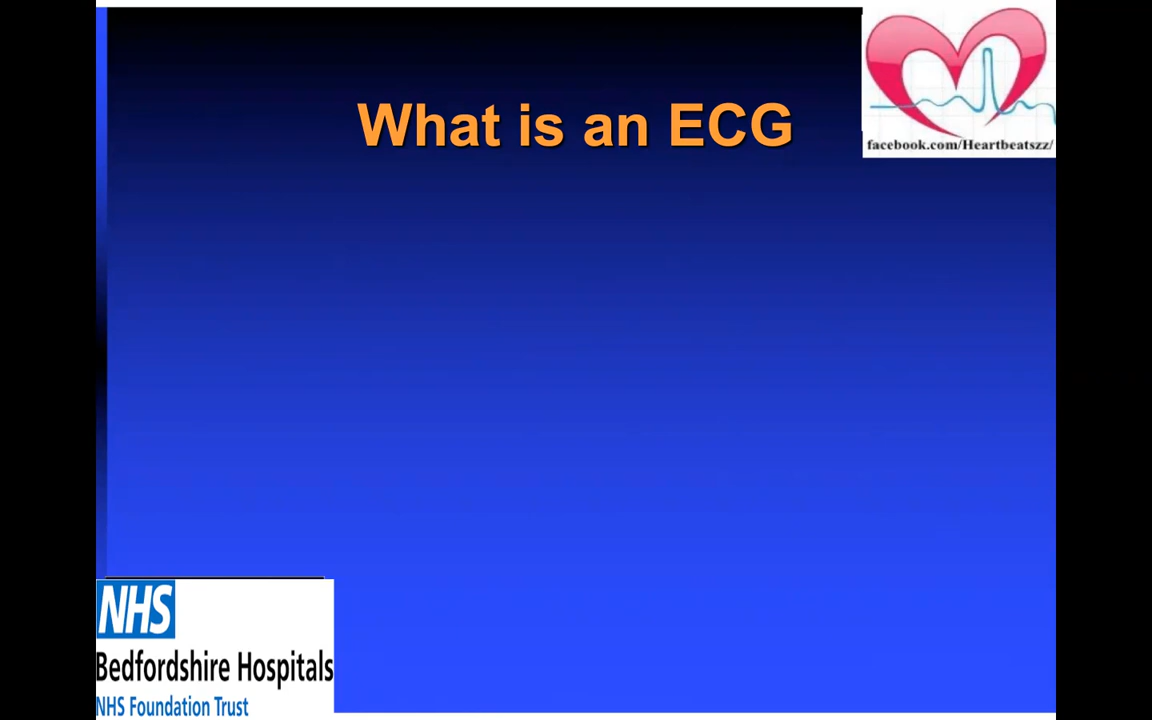 What is an ECG
facebook.com/Heartbeatszz/
NHS
Bedfordshire Hospitals
NHS Foundation Trust